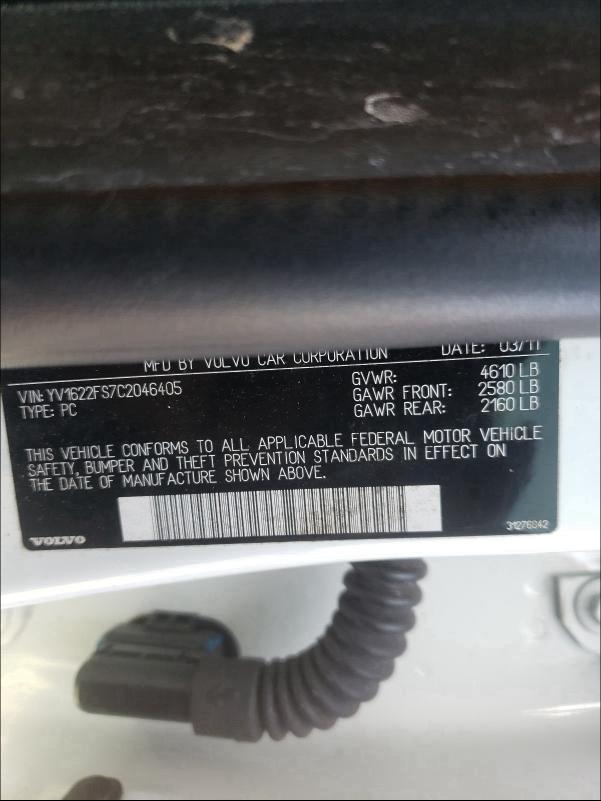 MFD BY VOLVO CAR CORPORATION DATE: 03/11
VIN: YV1622FS7C2046405 GVWR: 4610 LB
TYPE: PC GAWR FRONT: 2580 LB
GAWR REAR: 2160 LB
THIS VEHICLE CONFORMS TO ALL APPLICABLE FEDERAL MOTOR VEHICLE
SAFETY, BUMPER AND THEFT PREVENTION STANDARDS IN EFFECT ON
THE DATE OF MANUFACTURE SHOWN ABOVE.
VOLVO 31276842